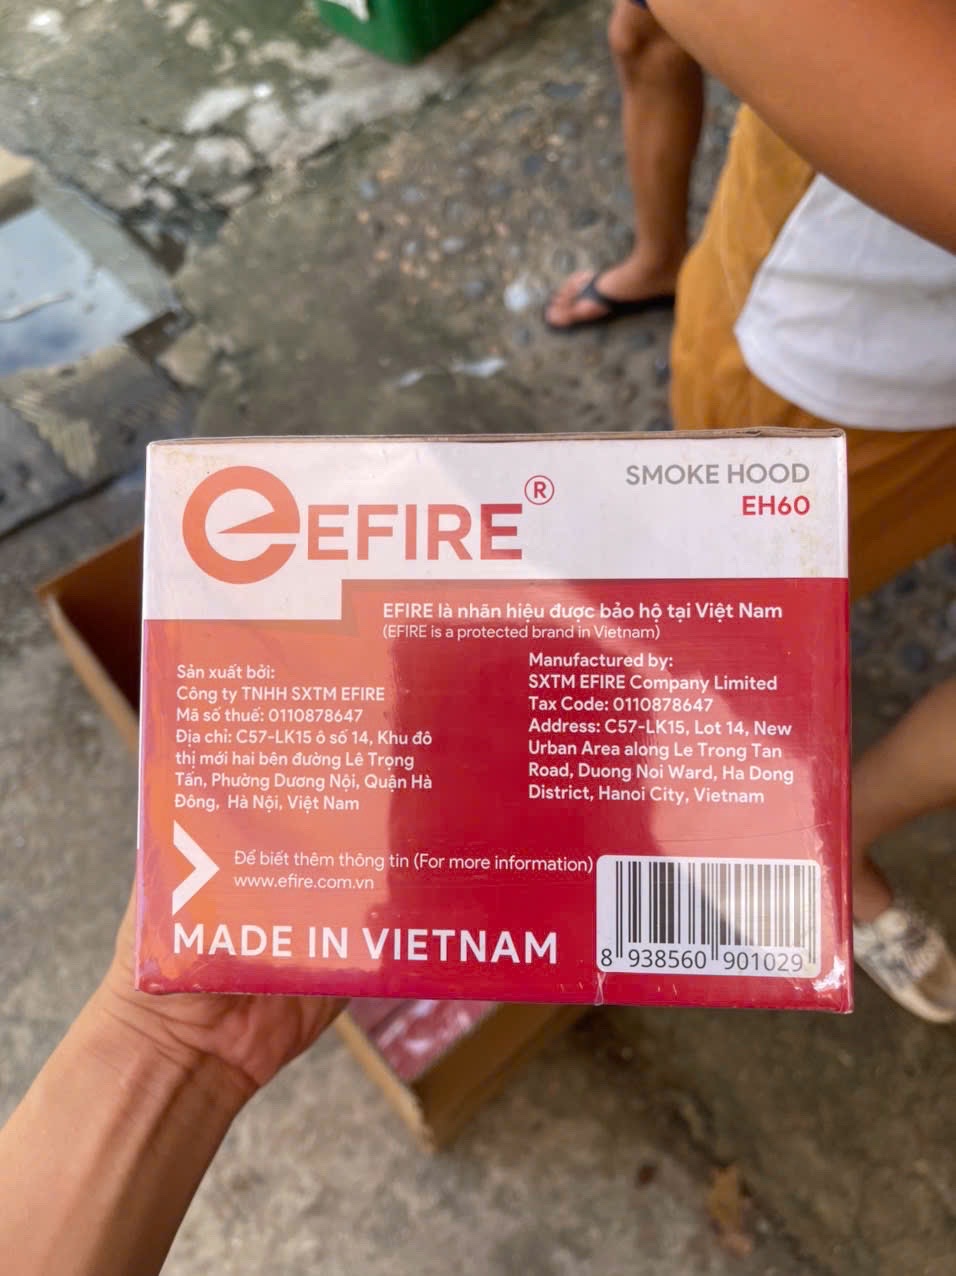 eEFIRE®
SMOKE HOOD
EH60
EFIRE là nhãn hiệu được bảo hộ tại Việt Nam
(EFIRE is a protected brand in Vietnam)
Sản xuất bởi:
Công ty TNHH SXTM EFIRE
Mã số thuế: 0110878647
Địa chỉ: C57-LK15 ô số 14, Khu đô
thị mới hai bên đường Lê Trọng
Tấn, Phường Dương Nội, Quận Hà
Đông, Hà Nội, Việt Nam
Manufactured by:
SXTM EFIRE Company Limited
Tax Code: 0110878647
Address: C57-LK15, Lot 14, New
Urban Area along Le Trong Tan
Road, Duong Noi Ward, Ha Dong
District, Hanoi City, Vietnam
Để biết thêm thông tin (For more information)
www.efire.com.vn
MADE IN VIETNAM
8 938560 901029